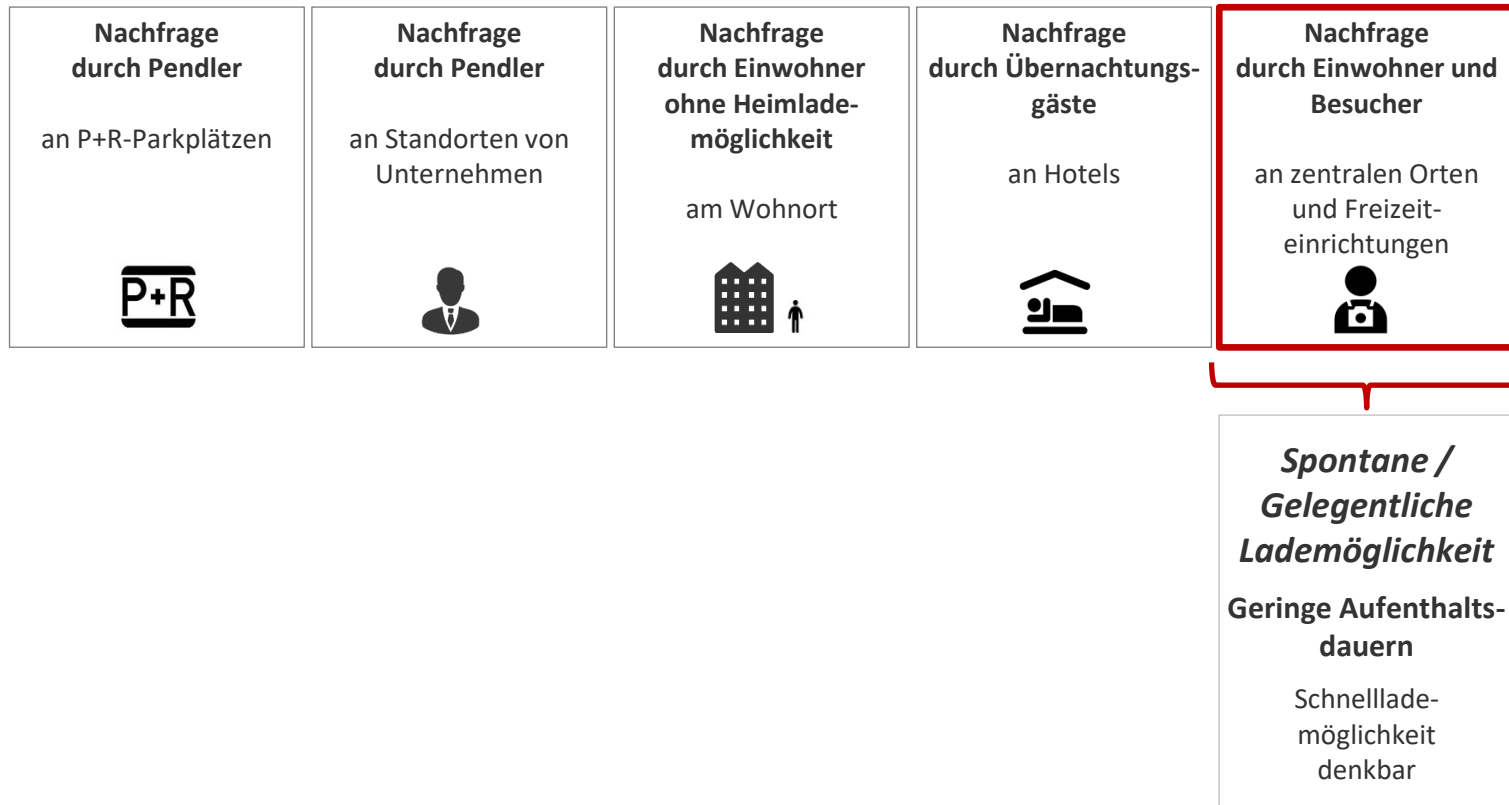 Nachfrage
durch Pendler
an P+R-Parkplätzen
P+R
Nachfrage
durch Pendler
an Standorten von
Unternehmen
Nachfrage
durch Einwohner
ohne Heimlade-
möglichkeit
am Wohnort
Nachfrage
durch Übernachtungs-
gäste
an Hotels
Nachfrage
durch Einwohner und
Besucher
an zentralen Orten
und Freizeit-
einrichtungen
Spontane /
Gelegentliche
Lademöglichkeit
Geringe Aufenthalts-
dauern
Schnelllade-
möglichkeit
denkbar